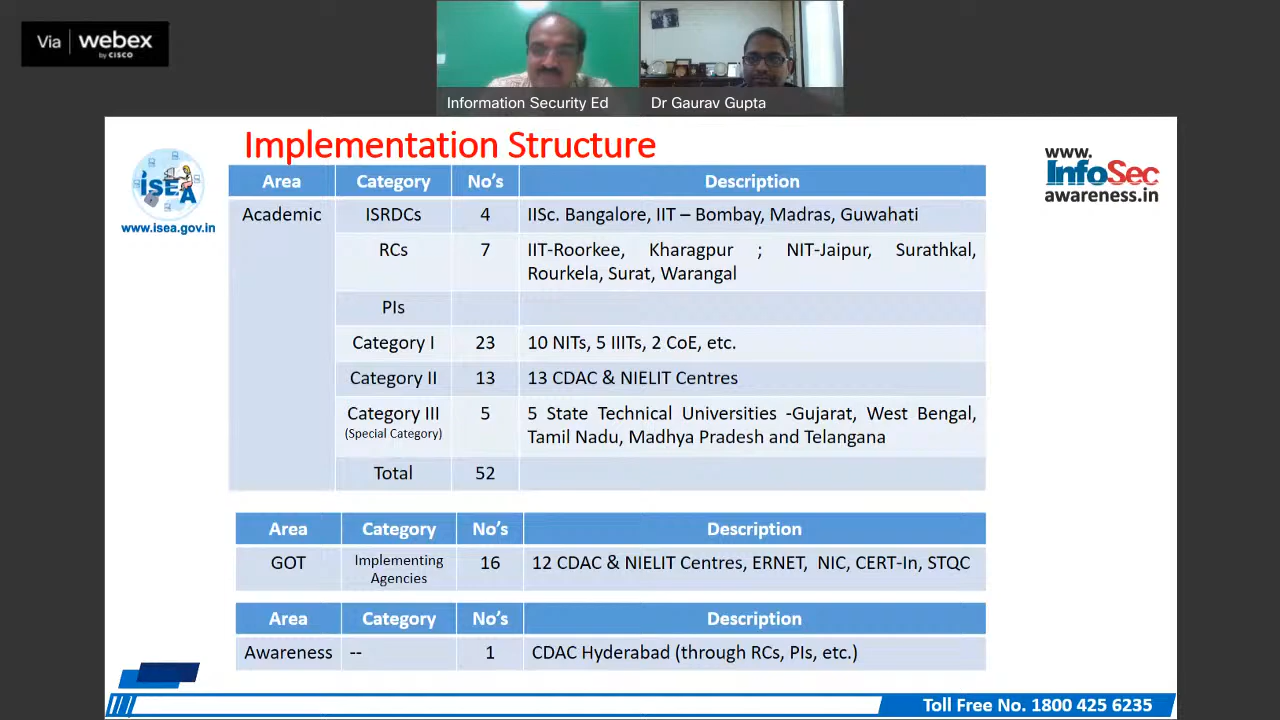 Via webex
by CISCO
Information Security Ed
Dr Gaurav Gupta
Implementation Structure
ISEA
www.isea.gov.in
www.
InfoSec
awareness.in
Area Category No's Description
Academic ISRDCs 4 IISc. Bangalore, IIT – Bombay, Madras, Guwahati
RCs 7 IIT-Roorkee, Kharagpur ; NIT-Jaipur, Surathkal,
Rourkela, Surat, Warangal
PIs
Category I 23 10 NITs, 5 IIITs, 2 CoE, etc.
Category II 13 13 CDAC & NIELIT Centres
Category III 5 5 State Technical Universities -Gujarat, West Bengal,
(Special Category) Tamil Nadu, Madhya Pradesh and Telangana
Total 52
Area Category No's Description
GOT Implementing Agencies 16 12 CDAC & NIELIT Centres, ERNET, NIC, CERT-In, STQC
Area Category No's Description
Awareness -- 1 CDAC Hyderabad (through RCs, PIs, etc.)
Toll Free No. 1800 425 6235